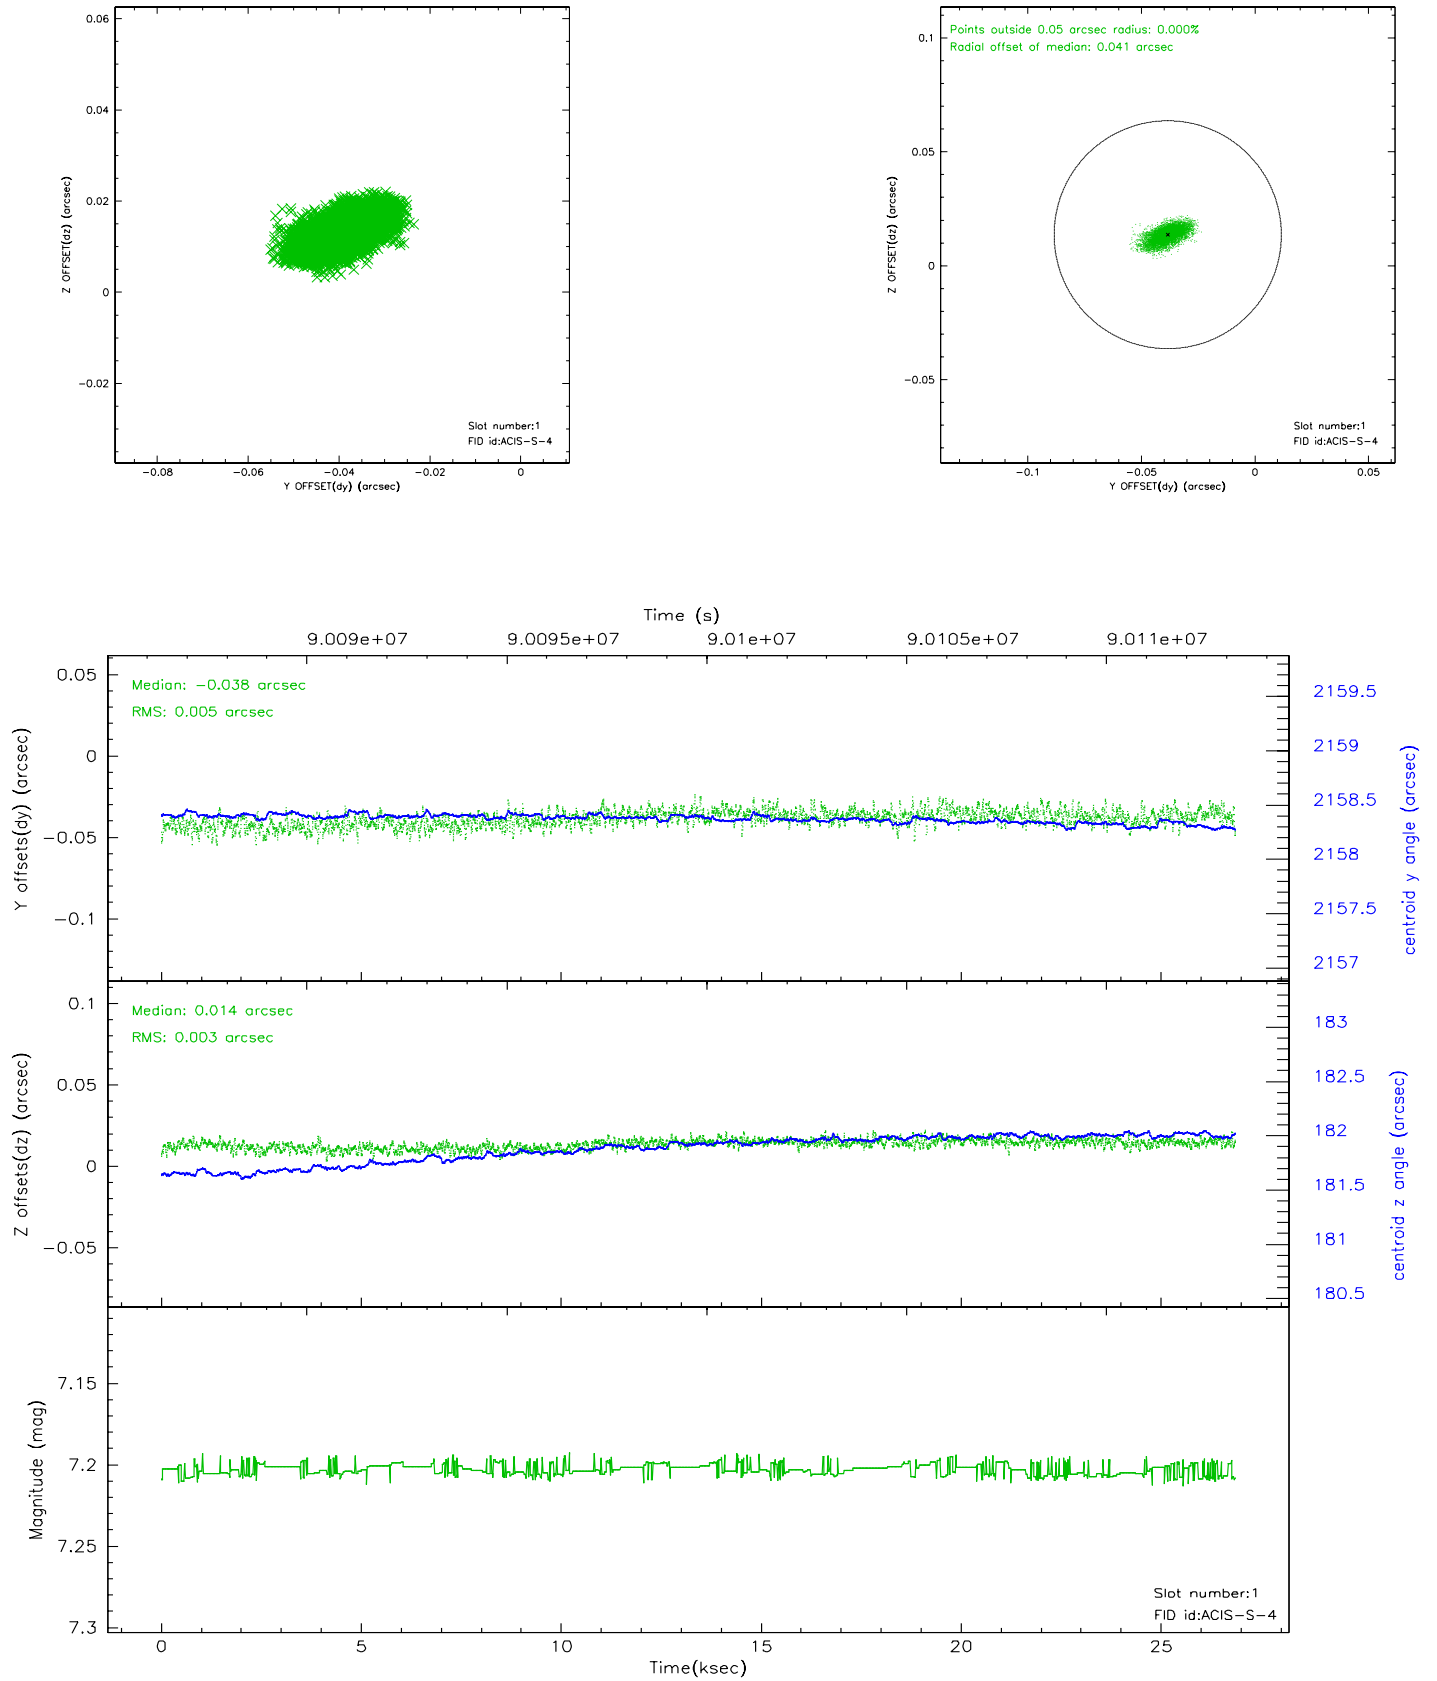 0.06
0.04
0.02
0
−0.02
Z OFFSET(dz) (arcsec)
−0.08 −0.06 −0.04 −0.02 0
Y OFFSET(dy) (arcsec)
Slot number:1
FID id:ACIS−S−4
Points outside 0.05 arcsec radius: 0.000%
Radial offset of median: 0.041 arcsec
0.1
0.05
0
−0.05
Z OFFSET(dz) (arcsec)
−0.1 −0.05 0 0.05
Y OFFSET(dy) (arcsec)
Slot number:1
FID id:ACIS−S−4
Time (s)
9.009e+07 9.0095e+07 9.01e+07 9.0105e+07 9.011e+07
Median: −0.038 arcsec
RMS: 0.005 arcsec
0.05
0
−0.05
−0.1
Y offsets(dy) (arcsec)
2159.5
2159
2158.5
2158
2157.5
2157
centroid y angle (arcsec)
Median: 0.014 arcsec
RMS: 0.003 arcsec
0.1
0.05
0
−0.05
Z offsets(dz) (arcsec)
183
182.5
182
181.5
181
180.5
centroid z angle (arcsec)
7.15
7.2
7.25
7.3
Magnitude (mag)
Slot number:1
FID id:ACIS−S−4
0 5 10 15 20 25
Time(ksec)